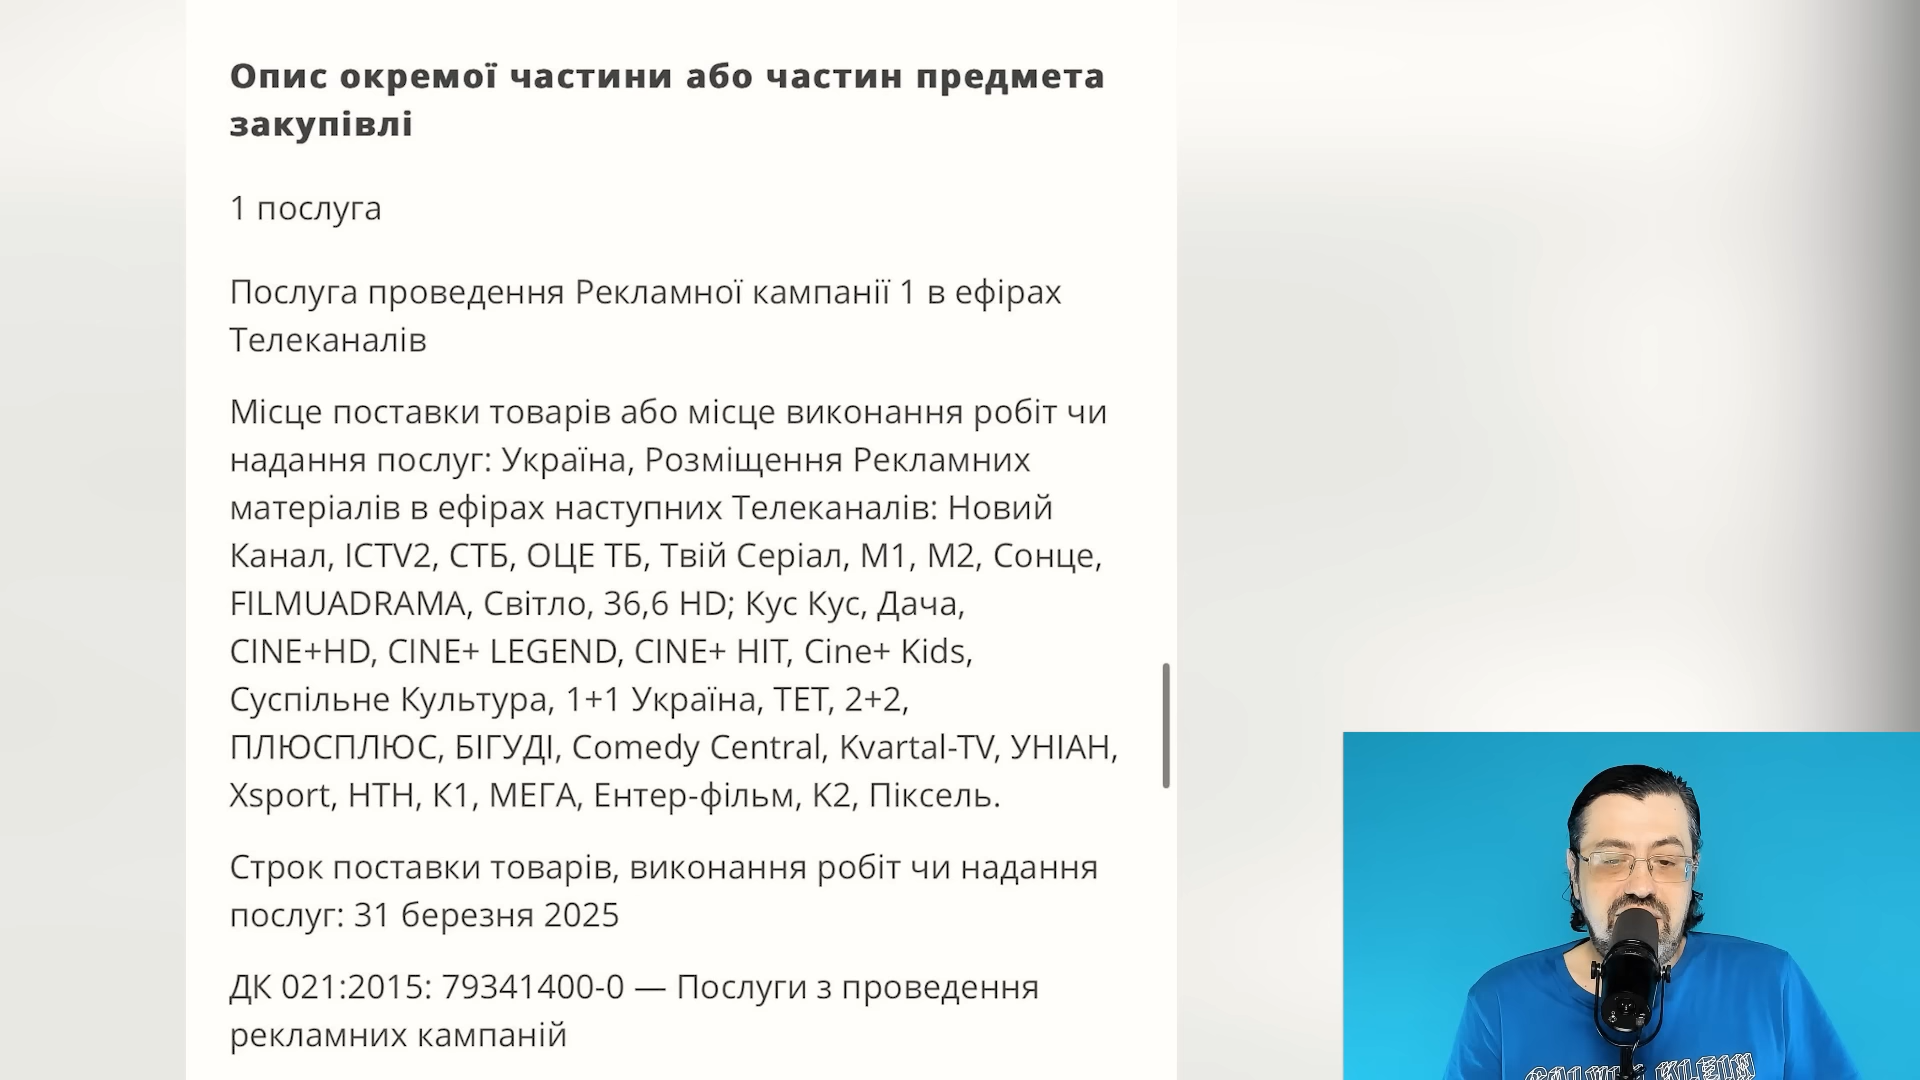 Опис окремої частини або частин предмета
закупівлі
1 послуга
Послуга проведення Рекламної кампанії 1 в ефірах
Телеканалів
Місце поставки товарів або місце виконання робіт чи
надання послуг: Україна, Розміщення Рекламних
матеріалів в ефірах наступних Телеканалів: Новий
Канал, ICTV2, СТБ, ОЦЕ ТБ, Твій Серіал, М1, М2, Сонце,
FILMUADRAMA, Світло, 36,6 HD; Кус Кус, Дача,
CINE+HD, CINE+ LEGEND, CINE+ HIT, Cine+ Kids,
Суспільне Культура, 1+1 Україна, ТЕТ, 2+2,
ПЛЮСПЛЮС, БІГУДІ, Comedy Central, Kvartal-TV, УНІАН,
Xsport, НТН, К1, МЕГА, Ентер-фільм, K2, Піксель.
Строк поставки товарів, виконання робіт чи надання
послуг: 31 березня 2025
ДК 021:2015: 79341400-0 — Послуги з проведення
рекламних кампаній
CALVIN KLEIN